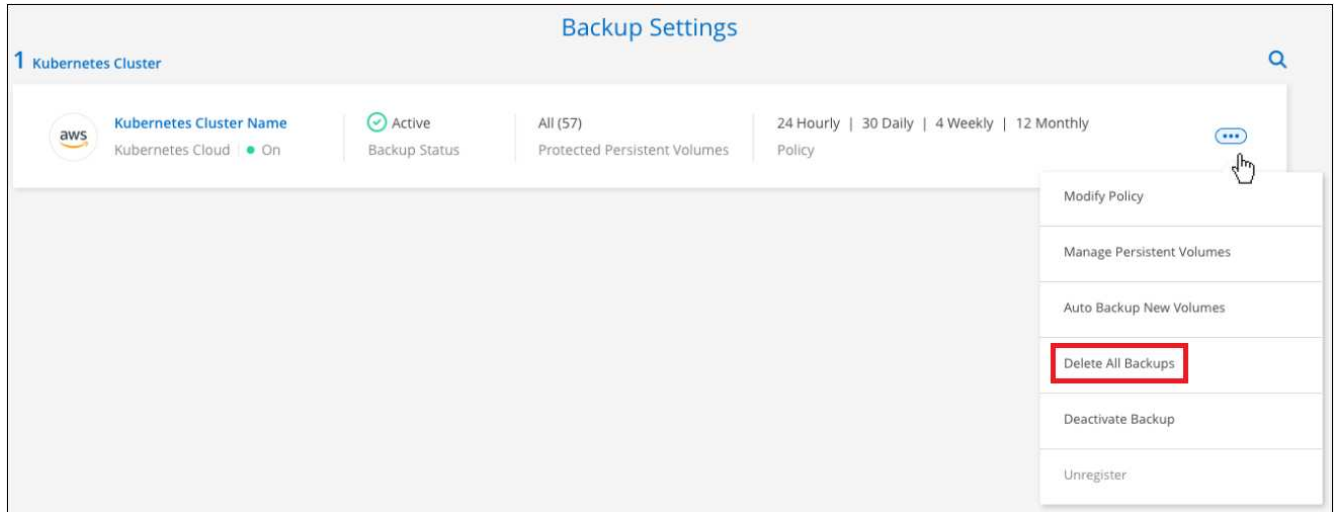 Backup Settings
1 Kubernetes Cluster
aws
Kubernetes Cluster Name
Kubernetes Cloud
On
Active
Backup Status
All (57)
Protected Persistent Volumes
24 Hourly | 30 Daily | 4 Weekly | 12 Monthly
Policy
Modify Policy
Manage Persistent Volumes
Auto Backup New Volumes
Delete All Backups
Deactivate Backup
Unregister